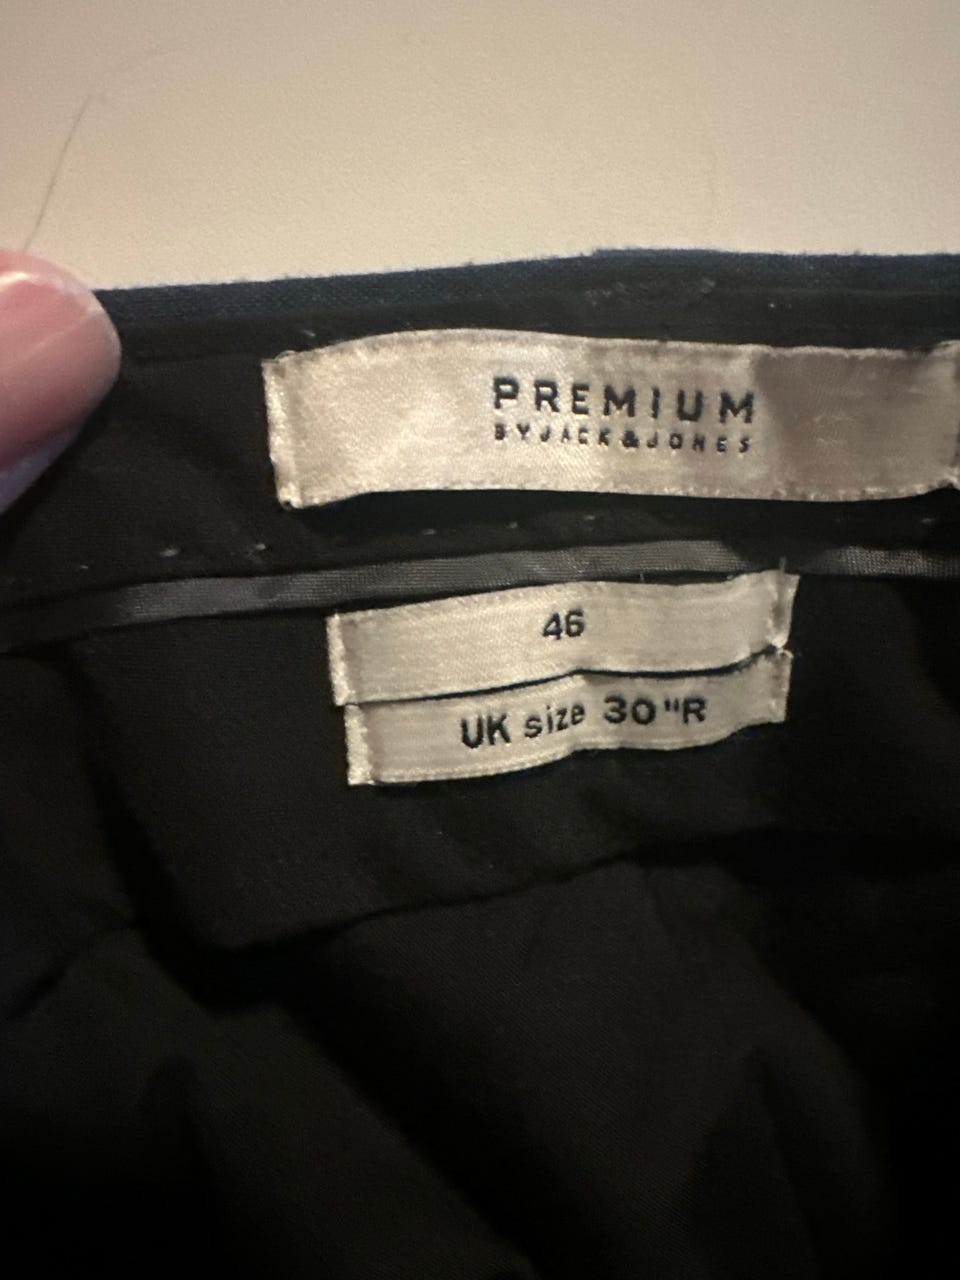 PREMIUM
BY JACK & JONES
46
UK size 30"R